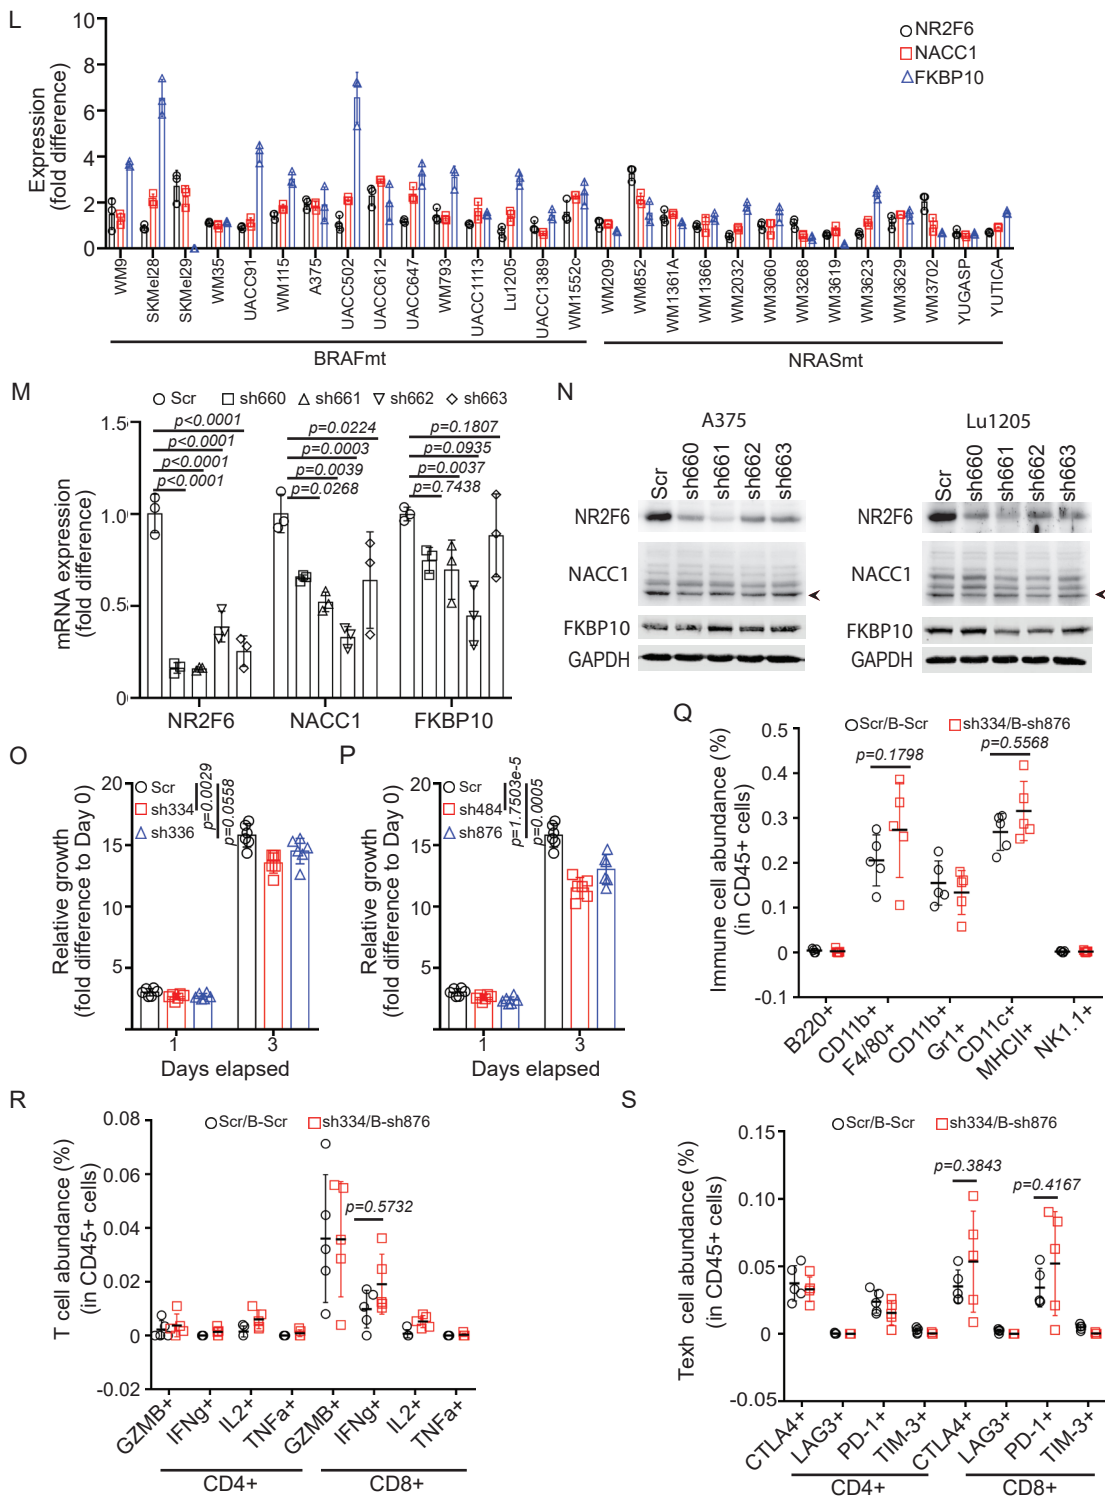 L
Expression
(fold difference)
10
8
6
4
2
0
NR2F6
NACC1
FKBP10
WM9
SKMel28
SKMel29
WM35
UACC91
WM115
A375
UACC502
UACC612
UACC647
WM793
UACC1113
Lu1205
UACC1389
WM1552c
WM209
WM852
WM1361A
WM1366
WM2032
WM3060
WM3268
WM3619
WM3623
WM3629
WM3702
YUGASP
YUTICA
BRAFmt
NRASmt
M
Scr sh660 sh661 sh662 sh663
mRNA expression
(fold difference)
1.5
1.0
0.5
0
p<0.0001
p<0.0001
p<0.0001
p<0.0001
p=0.0224
p=0.0003
p=0.0039
p=0.0268
p=0.1807
p=0.0935
p=0.0037
p=0.7438
NR2F6 NACC1 FKBP10
N
A375
Lu1205
Scr sh660 sh661 sh662 sh663
Scr sh660 sh661 sh662 sh663
NR2F6
NACC1
FKBP10
GAPDH
NR2F6
NACC1
FKBP10
GAPDH
O
Relative growth
(fold difference to Day 0)
20
15
10
5
Scr
sh334
sh336
p=0.0029
p=0.0558
1 3
Days elapsed
P
Relative growth
(fold difference to Day 0)
20
15
10
5
Scr
sh484
sh876
p=1.7503e-5
p=0.0005
1 3
Days elapsed
Q
Scr/B-Scr sh334/B-sh876
Immune cell abundance (%)
(in CD45+ cells)
0.5
0.4
0.3
0.2
0.1
0
-0.1
p=0.1798
p=0.5568
B220+
CD11b+
F4/80+
CD11b+
Gr1+
CD11c+
MHCII+
NK1.1+
R
Scr/B-Scr sh334/B-sh876
T cell abundance (%)
(in CD45+ cells)
0.08
0.06
0.04
0.02
0
-0.02
p=0.5732
GZMB+
IFNg+
IL2+
TNFa+
GZMB+
IFNg+
IL2+
TNFa+
CD4+ CD8+
S
Scr/B-Scr sh334/B-sh876
Texh cell abundance (%)
(in CD45+ cells)
0.15
0.10
0.05
0
-0.05
p=0.3843
p=0.4167
CTLA4+
LAG3+
PD-1+
TIM-3+
CTLA4+
LAG3+
PD-1+
TIM-3+
CD4+ CD8+